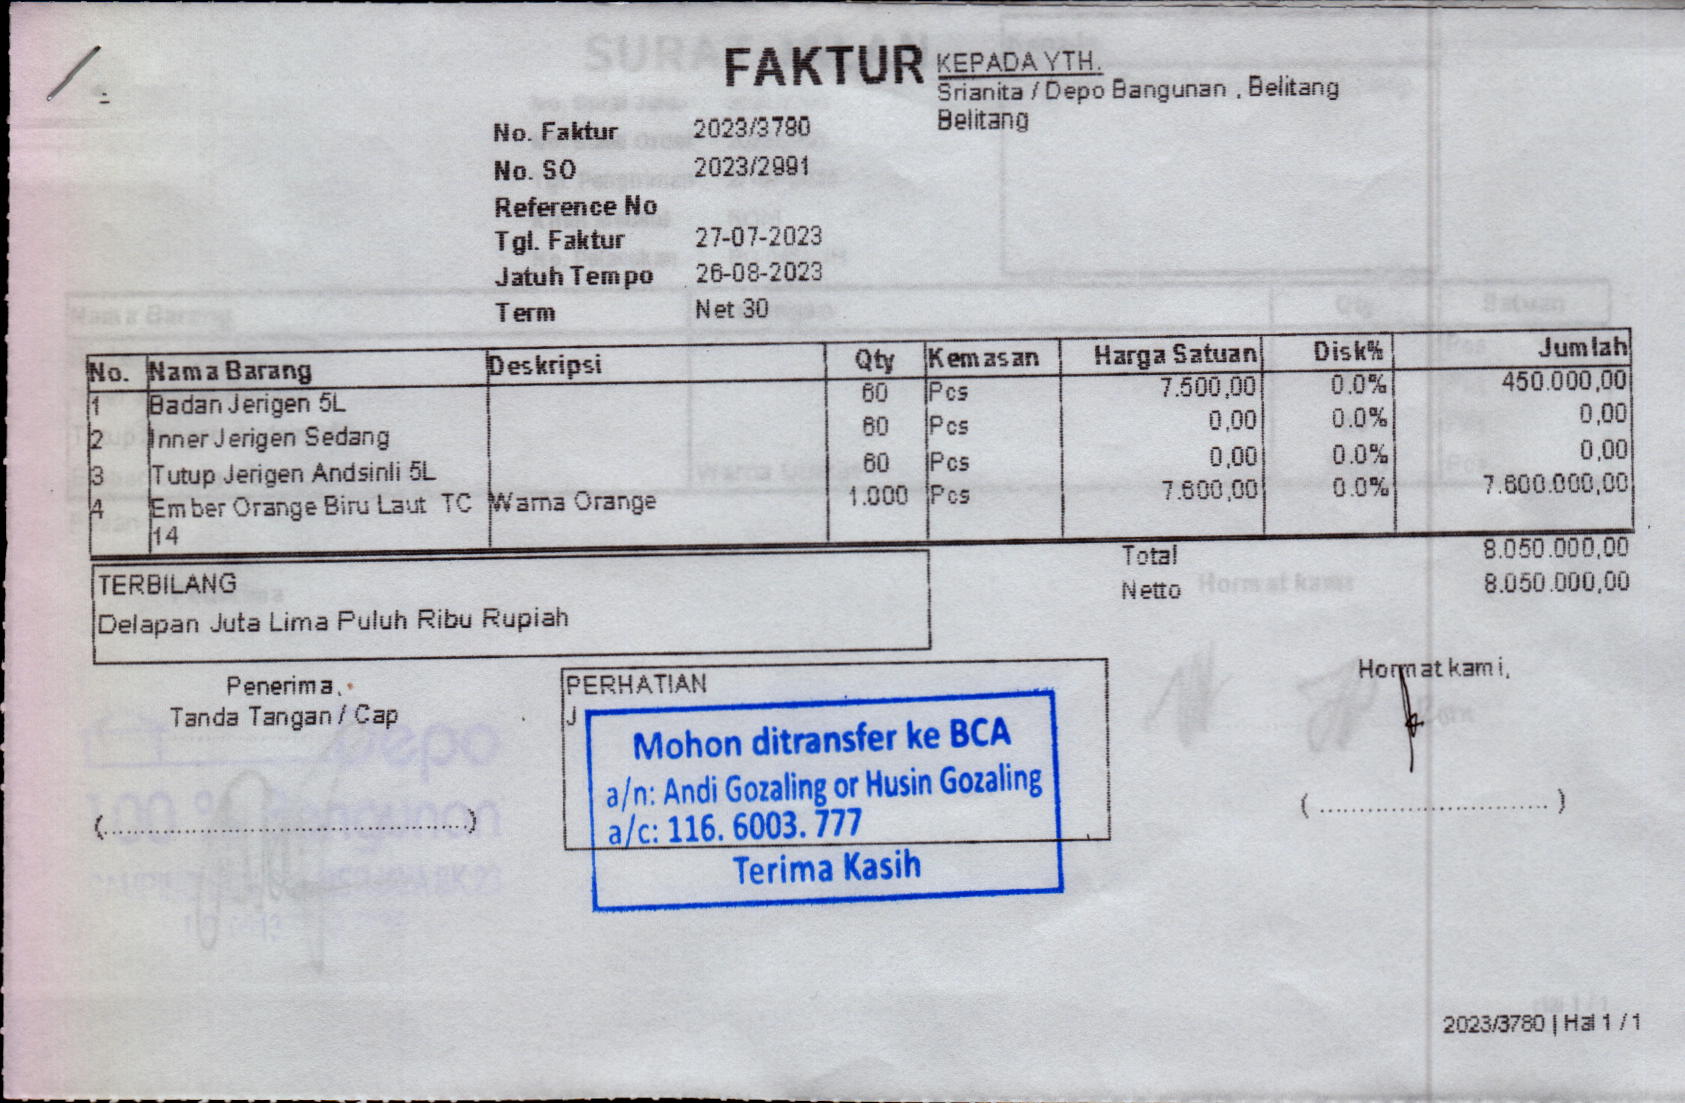 FAKTUR
KEPADA YTH.
Srianita / Depo Bangunan , Belitang
Belitang
No. Faktur 2023/3780
No. SO 2023/2991
Reference No
Tgl. Faktur 27-07-2023
Jatuh Tempo 26-08-2023
Term Net 30
No. Nama Barang Deskripsi Qty Kemasan Harga Satuan Disk% Jumlah
1 Badan Jerigen 5L 60 Pcs 7.500,00 0.0% 450.000,00
2 Inner Jerigen Sedang 60 Pcs 0,00 0.0% 0,00
3 Tutup Jerigen Andsinli 5L 60 Pcs 0,00 0.0% 0,00
4 Ember Orange Biru Laut TC Warna Orange 1.000 Pcs 7.600,00 0.0% 7.600.000,00
14
Total 8.050.000,00
Netto 8.050.000,00
TERBILANG
Delapan Juta Lima Puluh Ribu Rupiah
Penerima,
Tanda Tangan / Cap
(..........................................)
PERHATIAN
J
Mohon ditransfer ke BCA
a/n: Andi Gozaling or Husin Gozaling
a/c: 116. 6003. 777
Terima Kasih
Hormat kami,
( ............................ )
2023/3780 | Hal 1 / 1